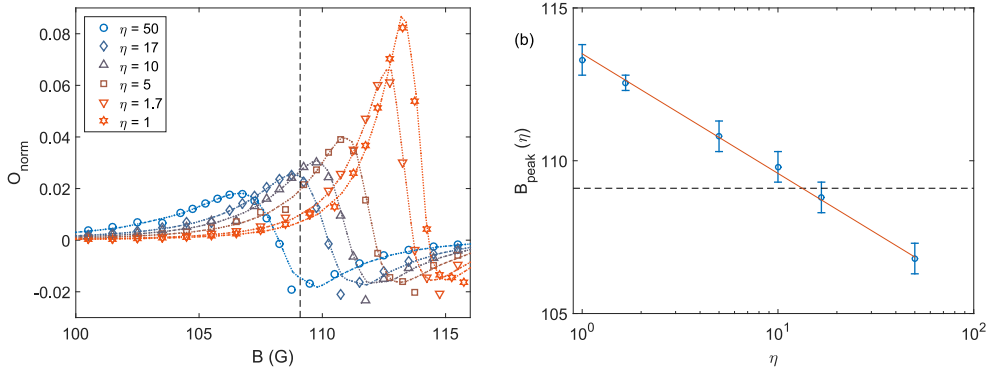 0.08
0.06
0.04
0.02
0
-0.02
O_norm
η = 50
η = 17
η = 10
η = 5
η = 1.7
η = 1
100
105
110
115
B (G)
(b)
115
110
105
B_peak (η)
10^0
10^1
10^2
η